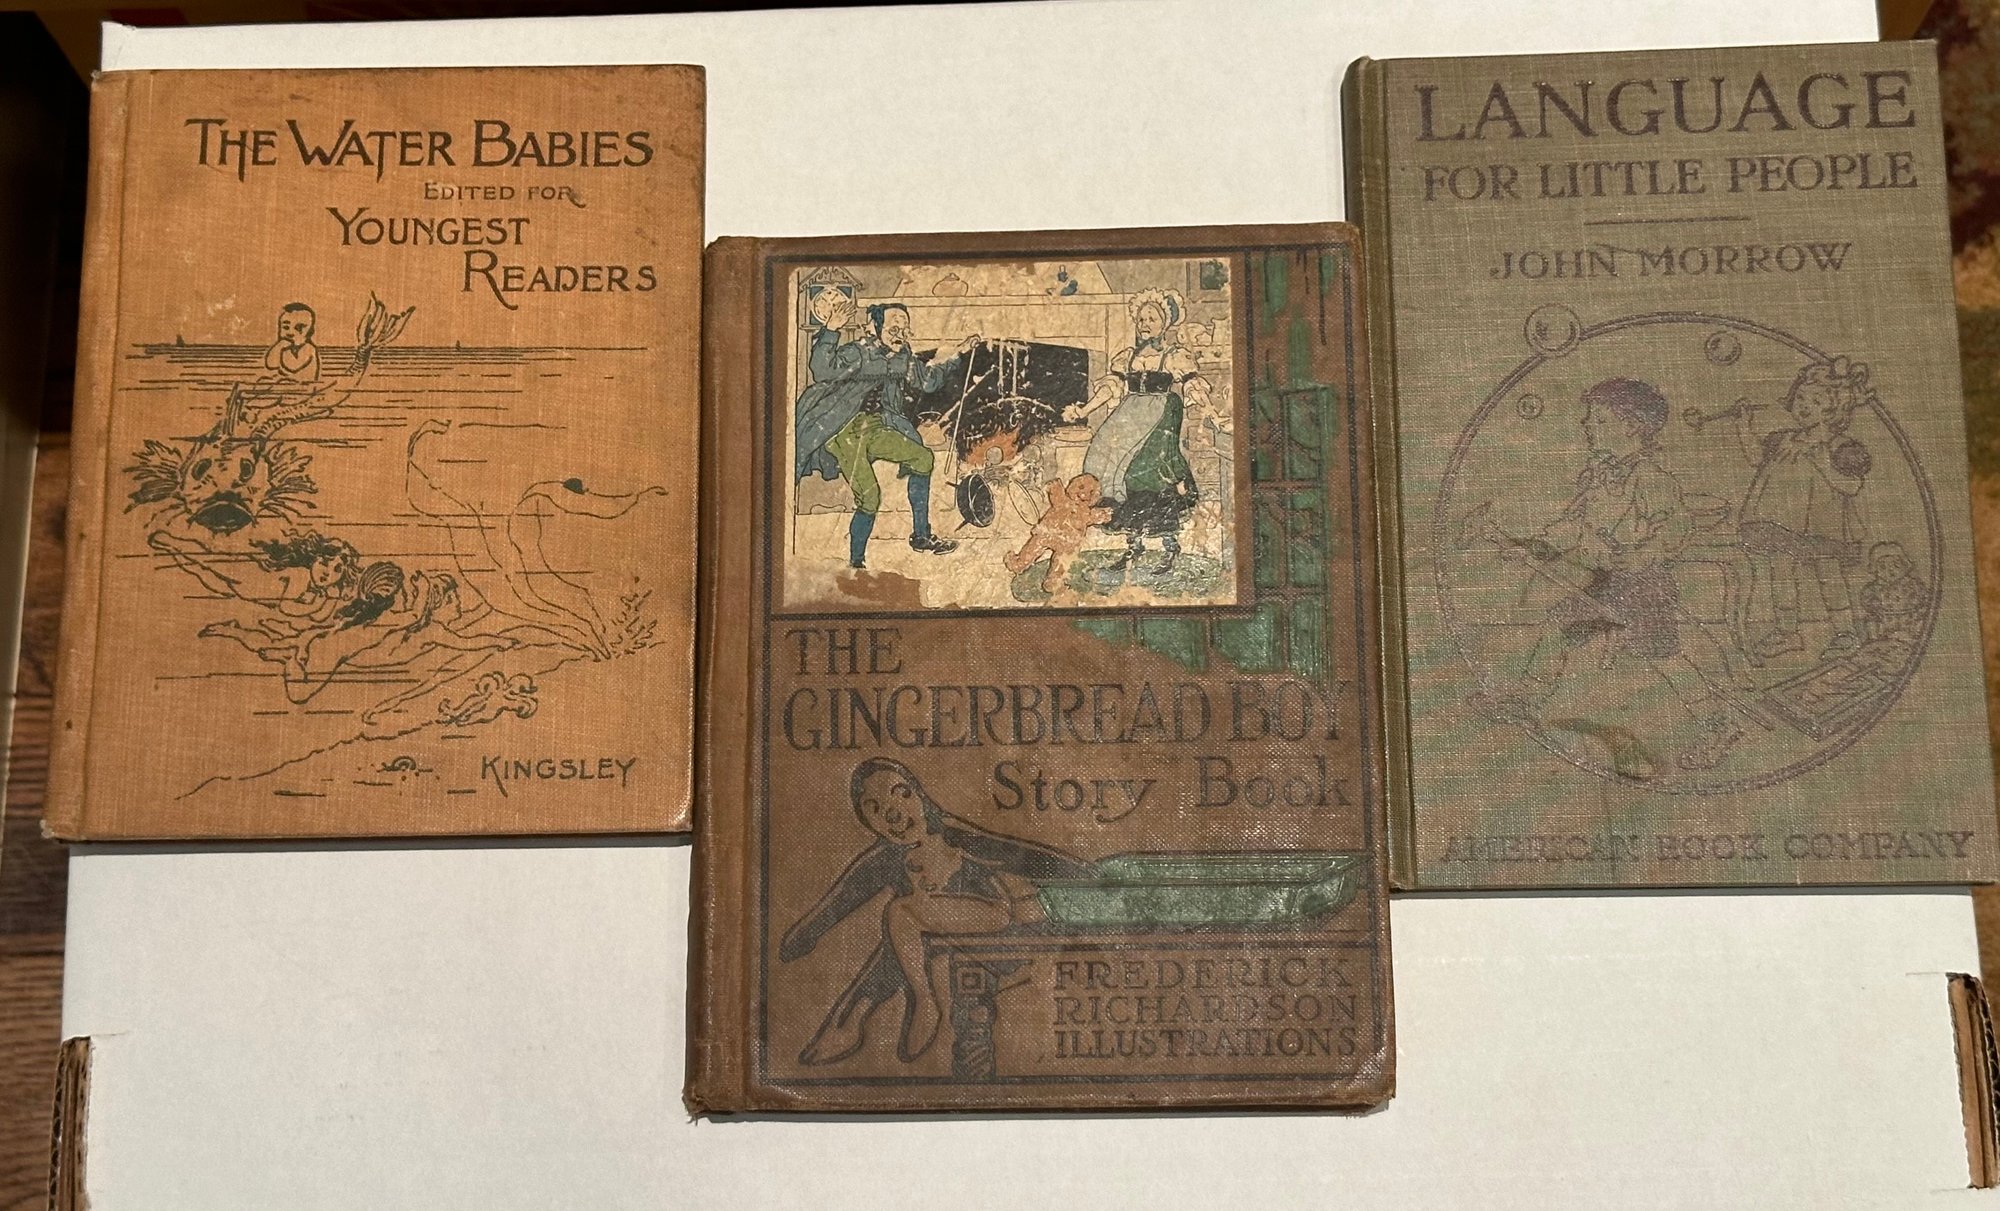 THE WATER BABIES
EDITED FOR
YOUNGEST
READERS
KINGSLEY
THE
GINGERBREAD BOY
Story Book
FREDERICK
RICHARDSON
ILLUSTRATIONS
LANGUAGE
FOR LITTLE PEOPLE
JOHN MORROW
AMERICAN BOOK COMPANY